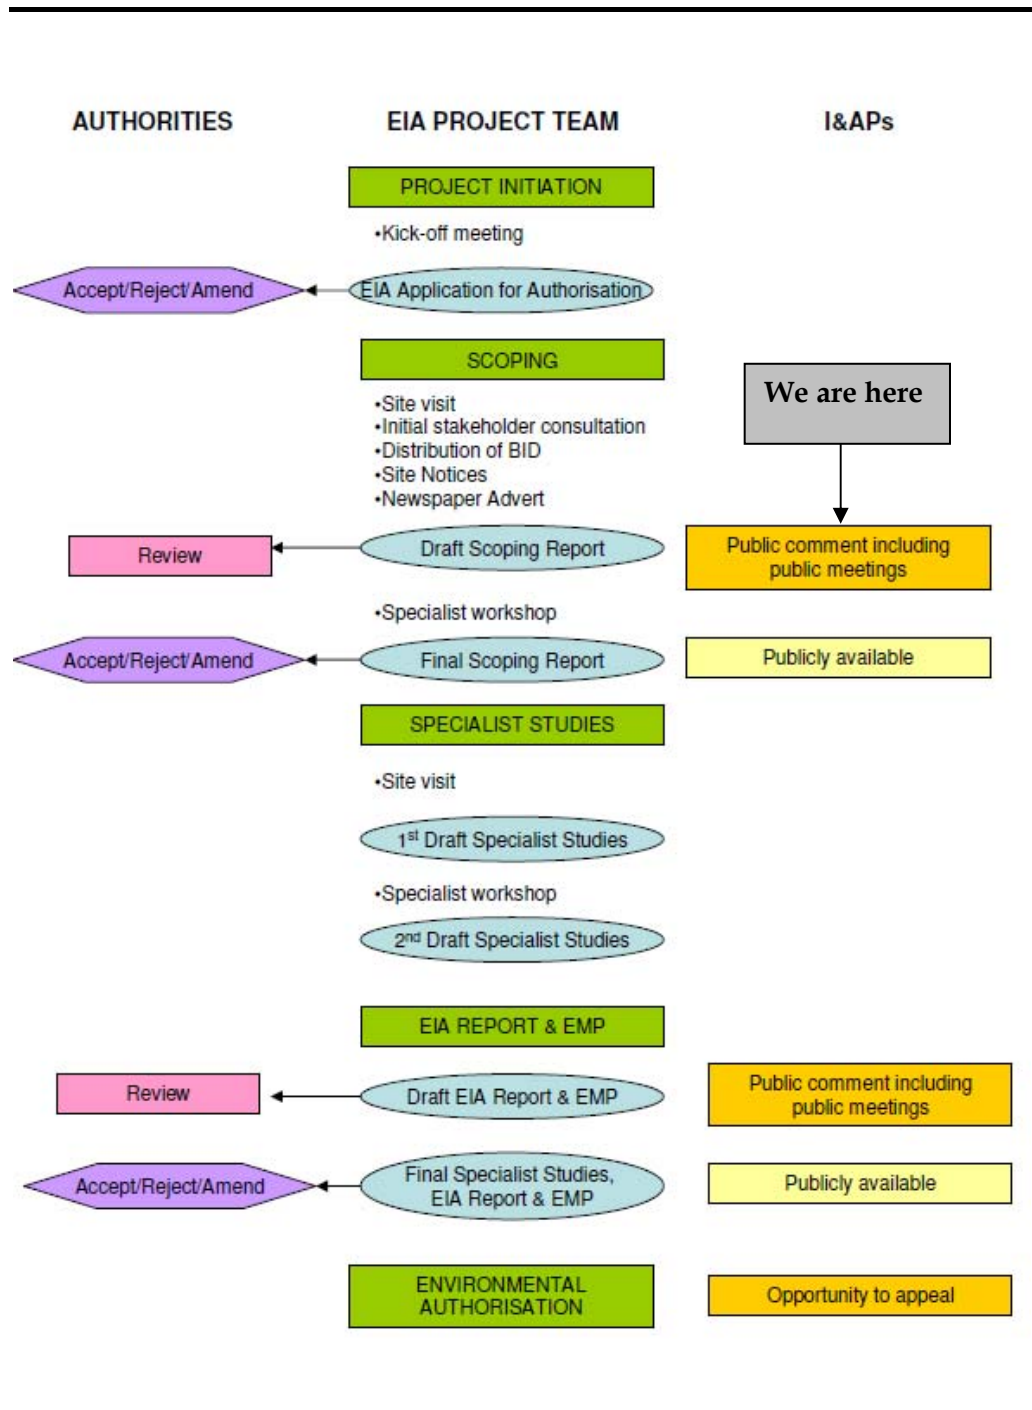 AUTHORITIES
EIA PROJECT TEAM
I&APs
PROJECT INITIATION
•Kick-off meeting
Accept/Reject/Amend
EIA Application for Authorisation
SCOPING
We are here
•Site visit
•Initial stakeholder consultation
•Distribution of BID
•Site Notices
•Newspaper Advert
Review
Draft Scoping Report
Public comment including
public meetings
•Specialist workshop
Accept/Reject/Amend
Final Scoping Report
Publicly available
SPECIALIST STUDIES
•Site visit
1st Draft Specialist Studies
•Specialist workshop
2nd Draft Specialist Studies
EIA REPORT & EMP
Review
Draft EIA Report & EMP
Public comment including
public meetings
Accept/Reject/Amend
Final Specialist Studies,
EIA Report & EMP
Publicly available
ENVIRONMENTAL
AUTHORISATION
Opportunity to appeal